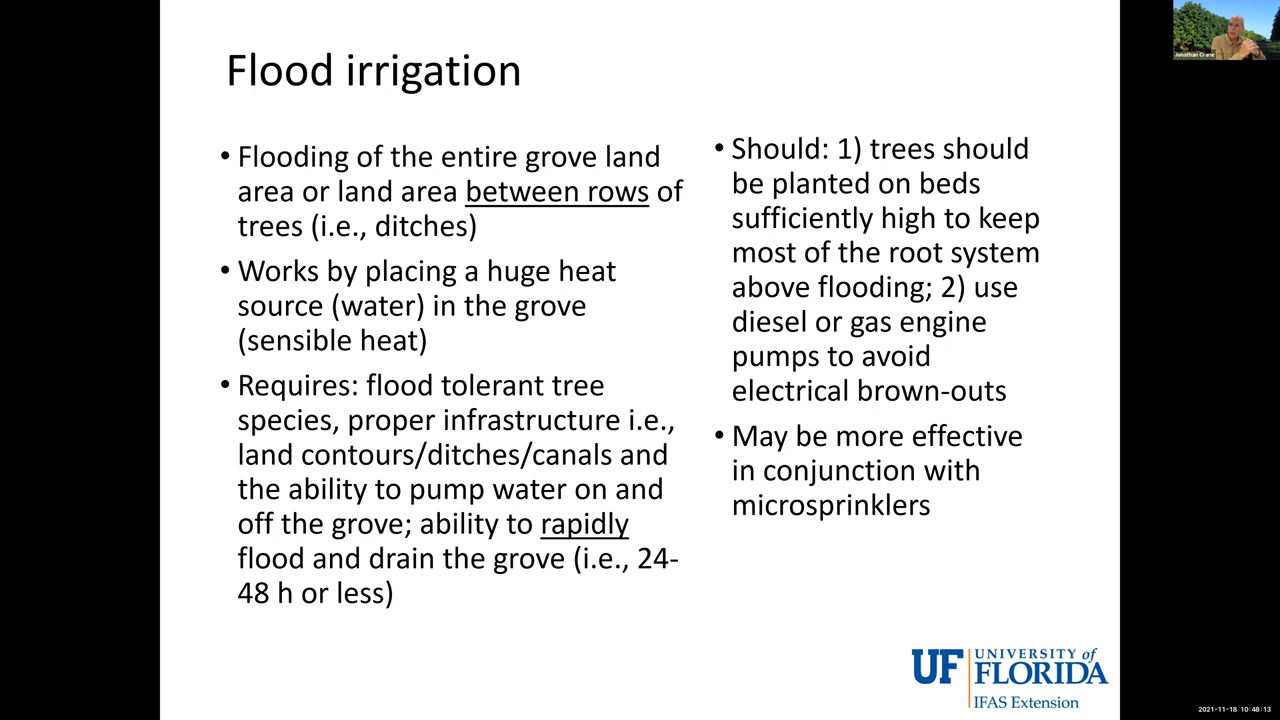 Flood irrigation
• Flooding of the entire grove land
area or land area between rows of
trees (i.e., ditches)
• Works by placing a huge heat
source (water) in the grove
(sensible heat)
• Requires: flood tolerant tree
species, proper infrastructure i.e.,
land contours/ditches/canals and
the ability to pump water on and
off the grove; ability to rapidly
flood and drain the grove (i.e., 24-
48 h or less)
• Should: 1) trees should
be planted on beds
sufficiently high to keep
most of the root system
above flooding; 2) use
diesel or gas engine
pumps to avoid
electrical brown-outs
• May be more effective
in conjunction with
microsprinklers
UF UNIVERSITY of
FLORIDA
IFAS Extension
Jonathan Crane
2021-11-18 10:48:13